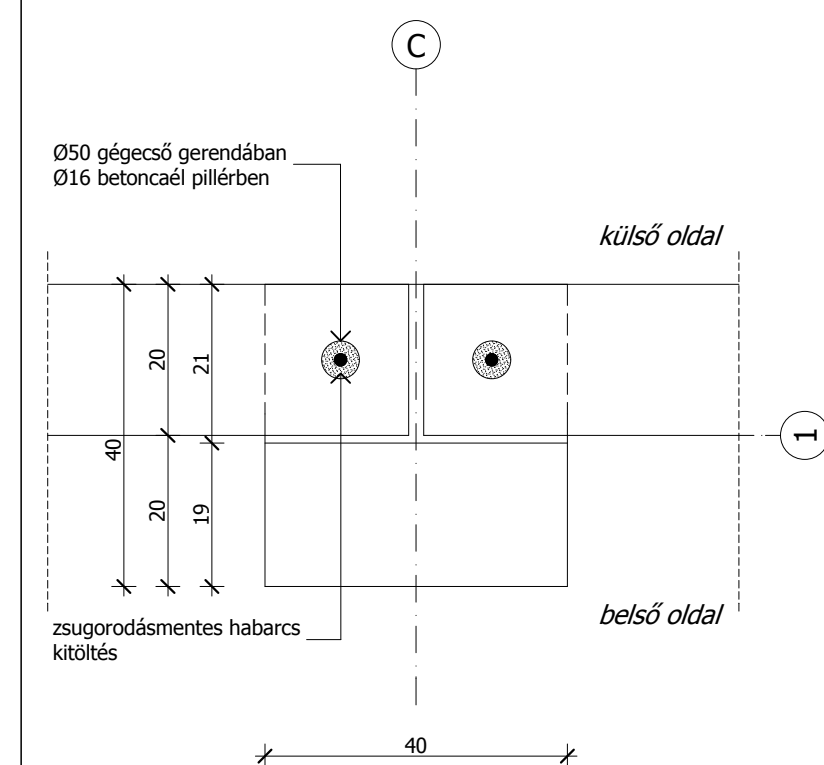 C
Ø50 gégecső gerendában
Ø16 betoncaél pillérben
külső oldal
20
21
40
1
20
19
zsugorodásmentes habarcs
kitöltés
belső oldal
40